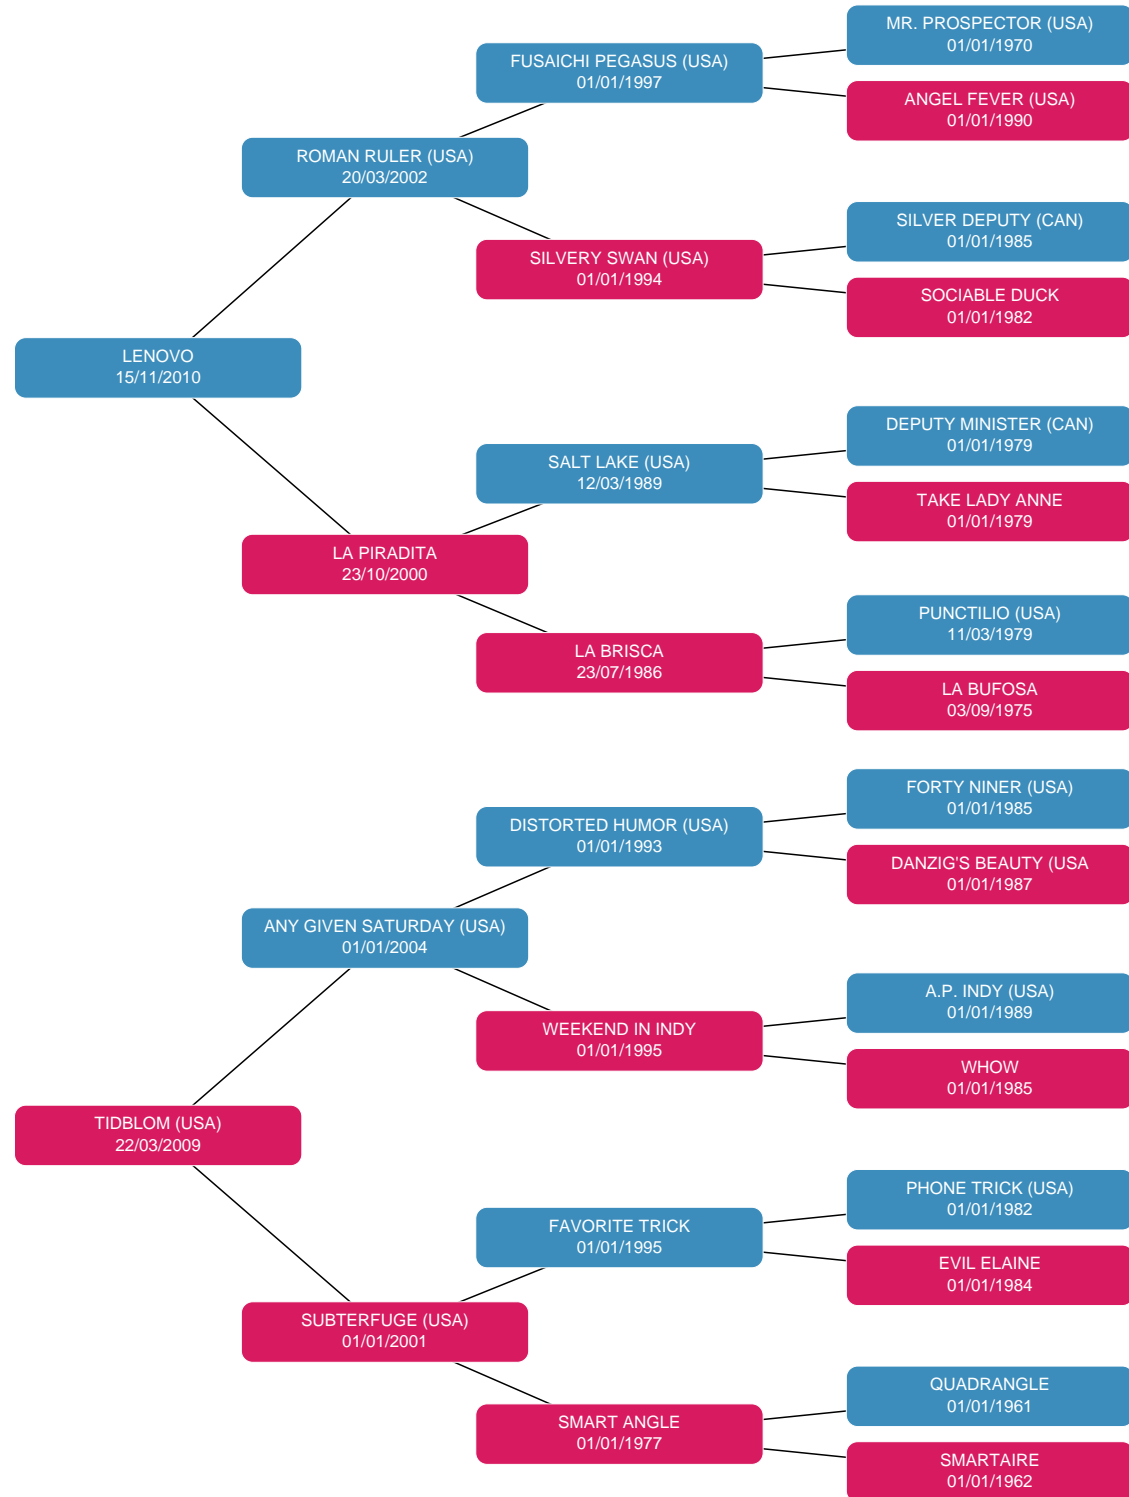 MR. PROSPECTOR (USA)
01/01/1970
FUSAICHI PEGASUS (USA)
01/01/1997
ANGEL FEVER (USA)
01/01/1990
ROMAN RULER (USA)
20/03/2002
SILVER DEPUTY (CAN)
01/01/1985
SILVERY SWAN (USA)
01/01/1994
SOCIABLE DUCK
01/01/1982
LENOVO
15/11/2010
DEPUTY MINISTER (CAN)
01/01/1979
SALT LAKE (USA)
12/03/1989
TAKE LADY ANNE
01/01/1979
LA PIRADITA
23/10/2000
PUNCTILIO (USA)
11/03/1979
LA BRISCA
23/07/1986
LA BUFOSA
03/09/1975
FORTY NINER (USA)
01/01/1985
DISTORTED HUMOR (USA)
01/01/1993
DANZIG'S BEAUTY (USA
01/01/1987
ANY GIVEN SATURDAY (USA)
01/01/2004
A.P. INDY (USA)
01/01/1989
WEEKEND IN INDY
01/01/1995
WHOW
01/01/1985
TIDBLOM (USA)
22/03/2009
PHONE TRICK (USA)
01/01/1982
FAVORITE TRICK
01/01/1995
EVIL ELAINE
01/01/1984
SUBTERFUGE (USA)
01/01/2001
QUADRANGLE
01/01/1961
SMART ANGLE
01/01/1977
SMARTAIRE
01/01/1962